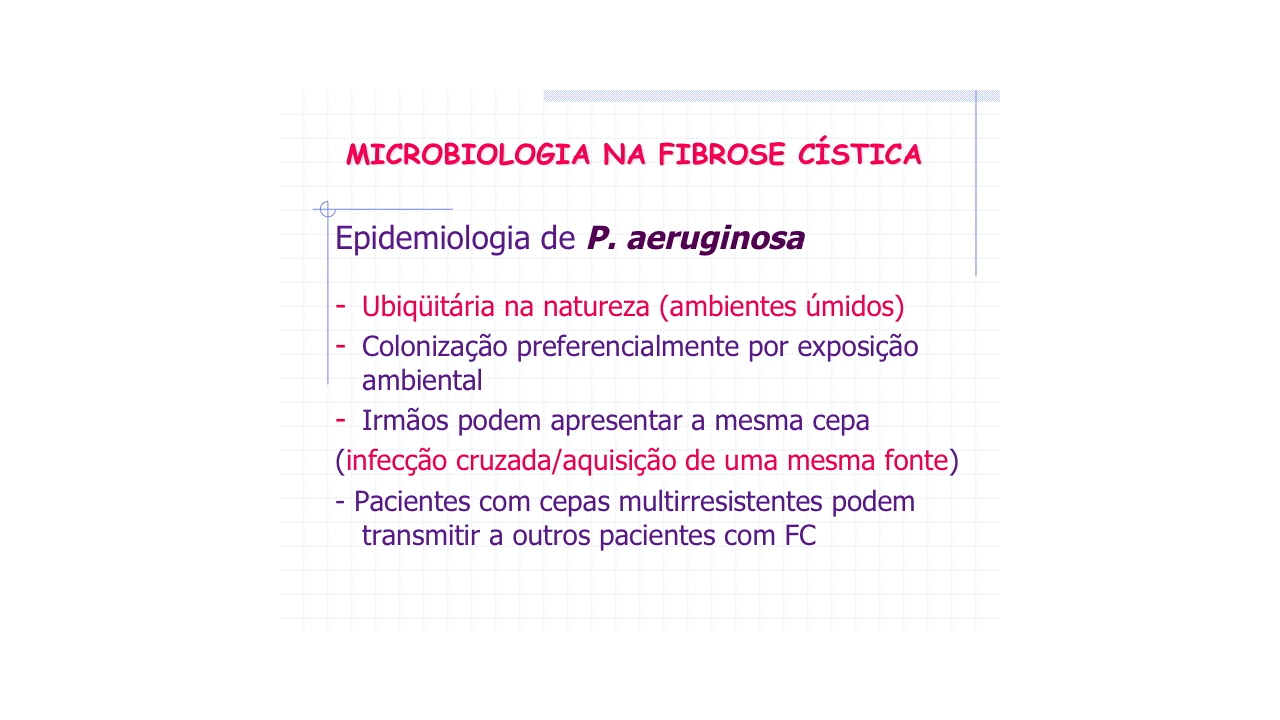 MICROBIOLOGIA NA FIBROSE CÍSTICA
Epidemiologia de P. aeruginosa
- Ubiqüitária na natureza (ambientes úmidos)
- Colonização preferencialmente por exposição
ambiental
- Irmãos podem apresentar a mesma cepa
(infecção cruzada/aquisição de uma mesma fonte)
- Pacientes com cepas multirresistentes podem
transmitir a outros pacientes com FC